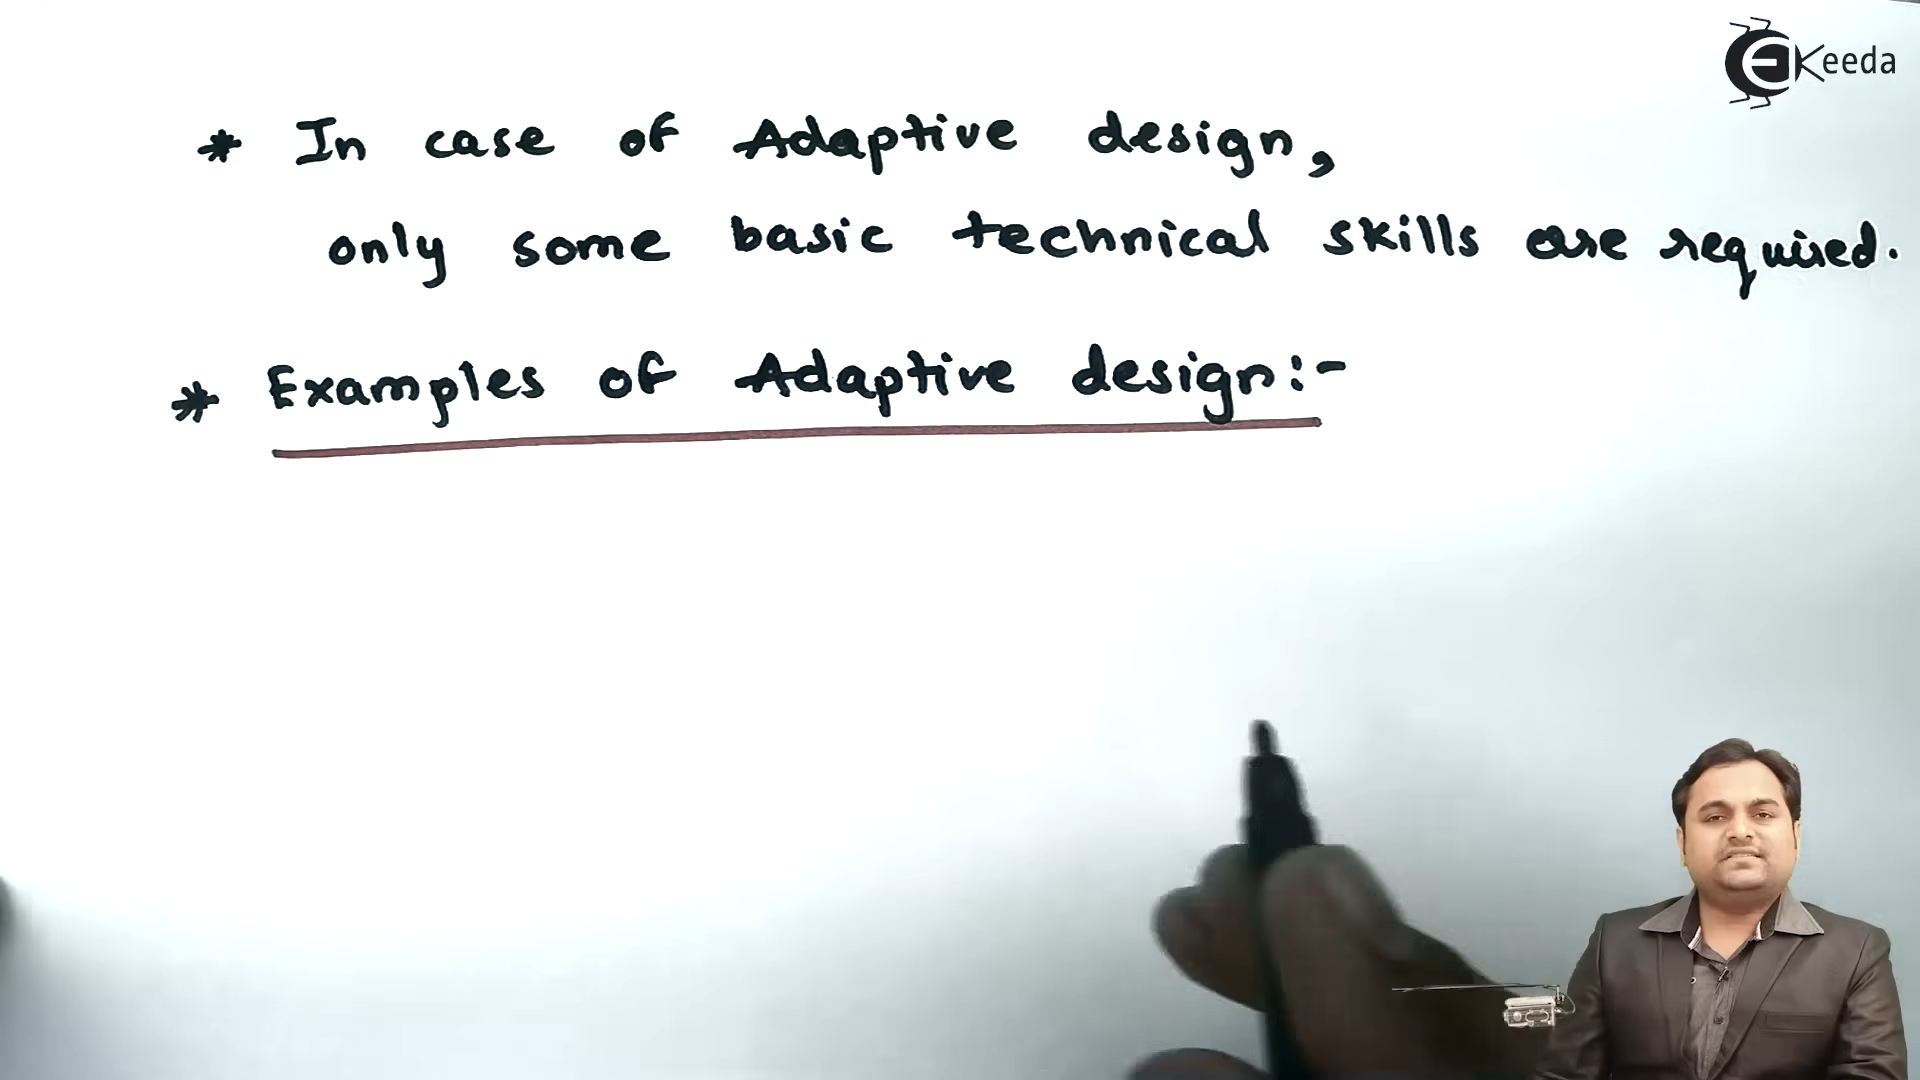 EKeeda
* In case of Adaptive design,
only some basic technical skills are required.
* Examples of Adaptive design:-